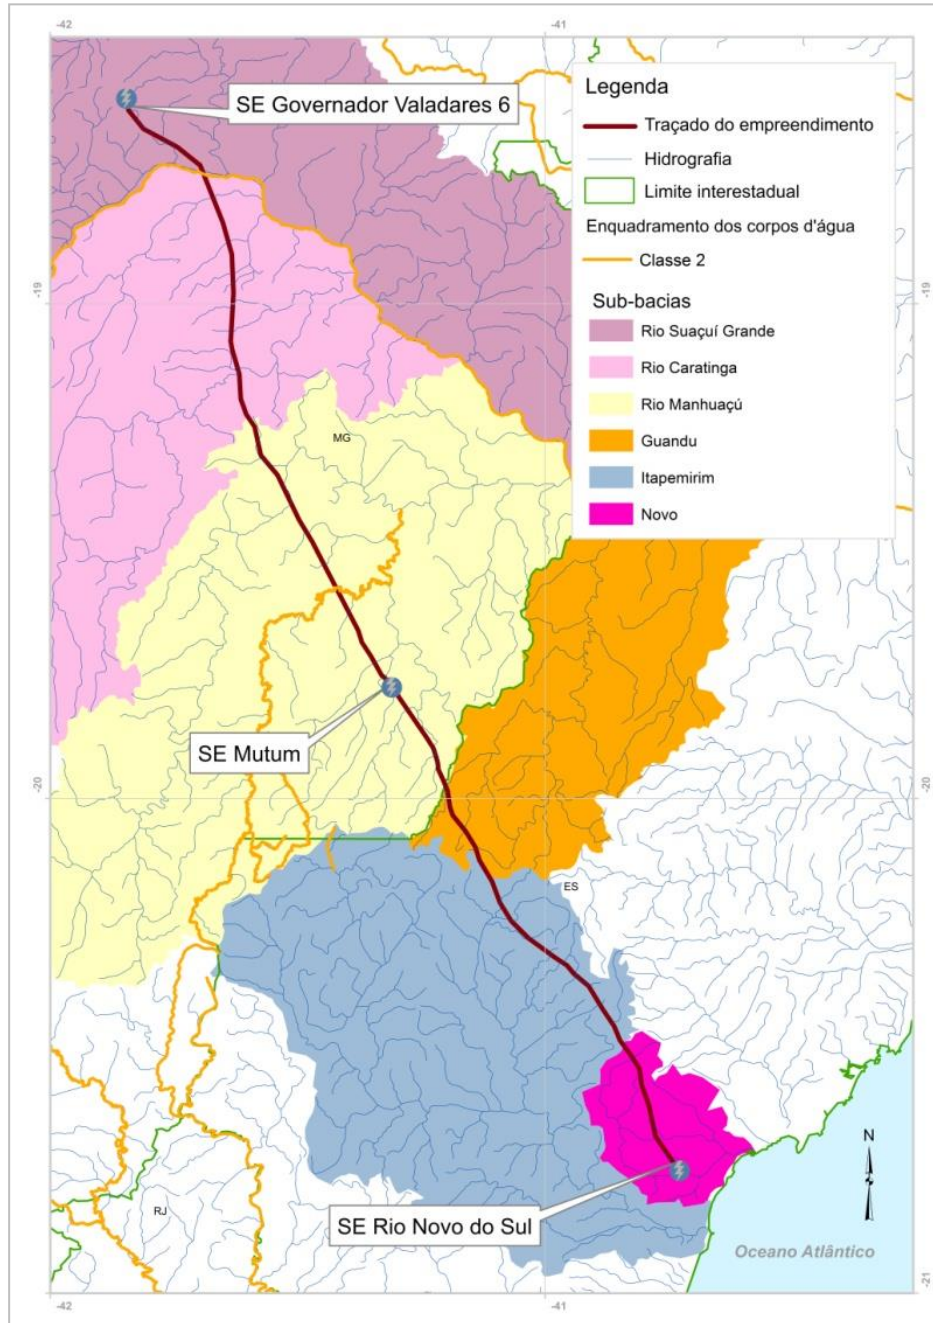 -42
-41
SE Governador Valadares 6
Legenda
Traçado do empreendimento
Hidrografia
Limite interestadual
Enquadramento dos corpos d'água
Classe 2
Sub-bacias
Rio Suaçuí Grande
Rio Caratinga
Rio Manhuaçú
Guandu
Itapemirim
Novo
-19
-19
MG
SE Mutum
-20
-20
ES
RJ
SE Rio Novo do Sul
N
Oceano Atlântico
-42
-41
-21